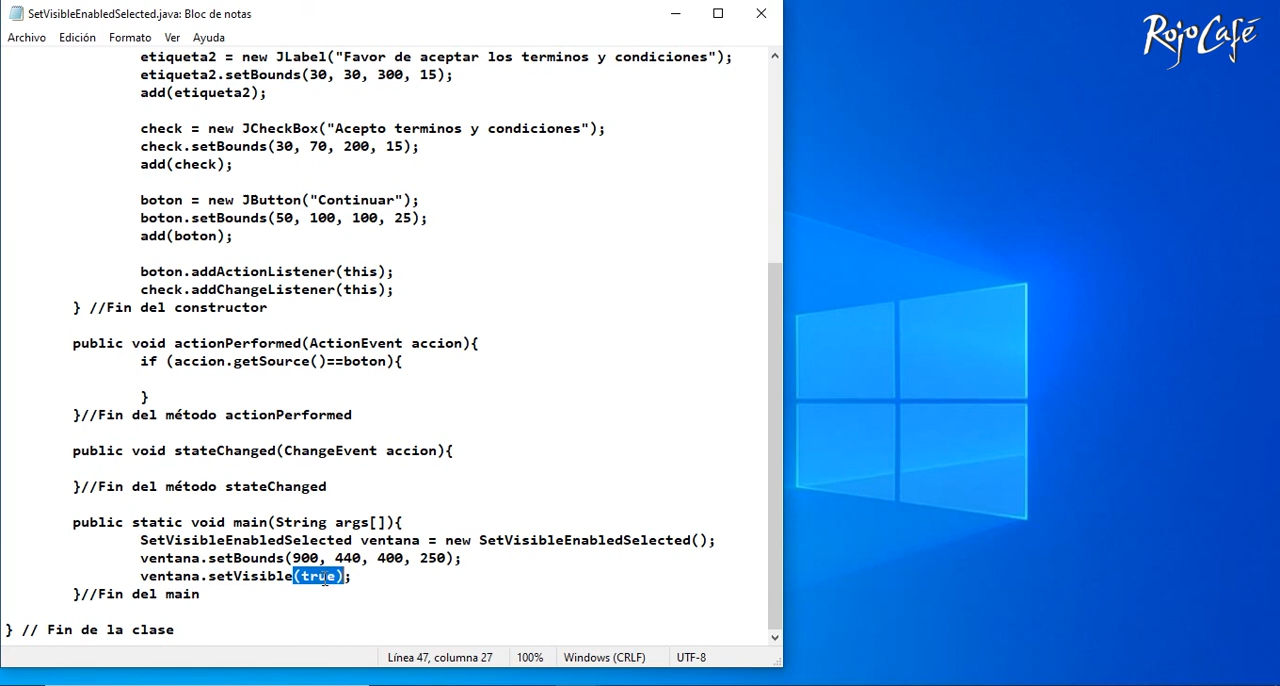 SetVisibleEnabledSelected.java: Bloc de notas
Archivo Edición Formato Ver Ayuda
RojoCafé
etiqueta2 = new JLabel("Favor de aceptar los terminos y condiciones");
etiqueta2.setBounds(30, 30, 300, 15);
add(etiqueta2);
check = new JCheckBox("Acepto terminos y condiciones");
check.setBounds(30, 70, 200, 15);
add(check);
boton = new JButton("Continuar");
boton.setBounds(50, 100, 100, 25);
add(boton);
boton.addActionListener(this);
check.addChangeListener(this);
} //Fin del constructor
public void actionPerformed(ActionEvent accion){
if (accion.getSource()==boton){
}
}//Fin del método actionPerformed
public void stateChanged(ChangeEvent accion){
}//Fin del método stateChanged
public static void main(String args[]){
SetVisibleEnabledSelected ventana = new SetVisibleEnabledSelected();
ventana.setBounds(900, 440, 400, 250);
ventana.setVisible(true);
}//Fin del main
} // Fin de la clase
Línea 47, columna 27 100% Windows (CRLF) UTF-8